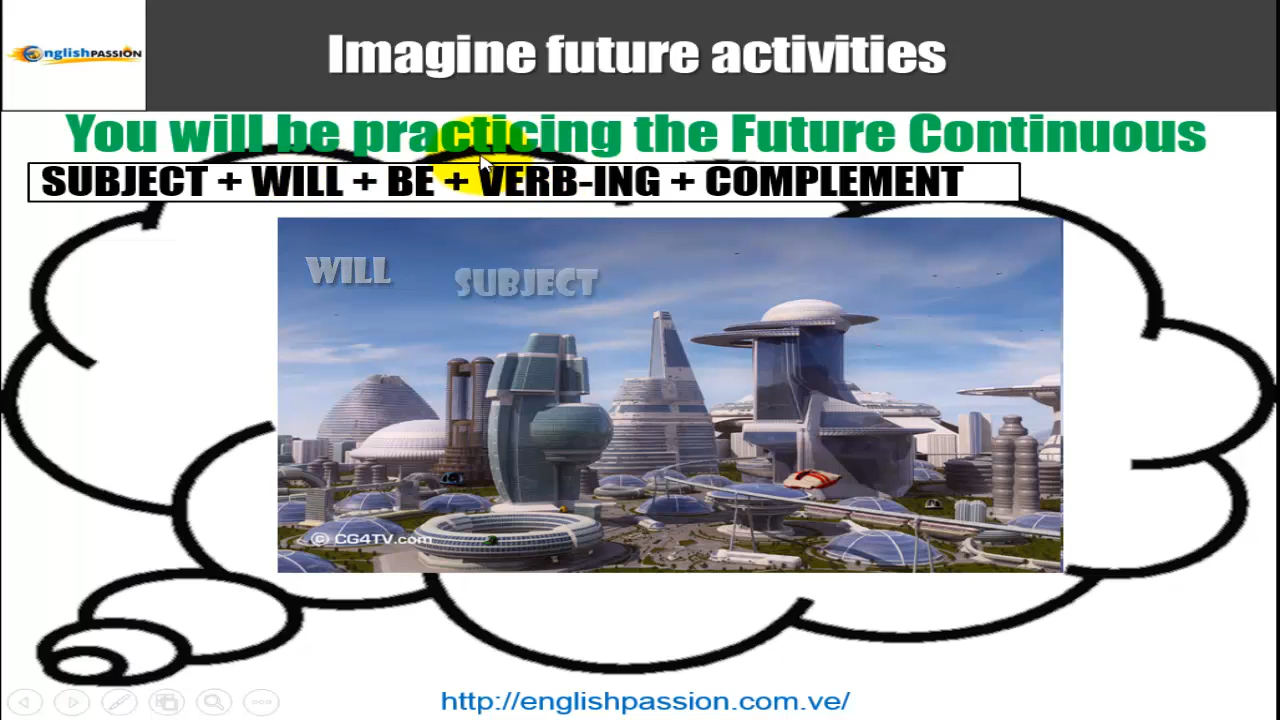 englishPASSION
Imagine future activities
You will be practicing the Future Continuous
SUBJECT + WILL + BE + VERB-ING + COMPLEMENT
WILL SUBJECT
© CG4TV.com
http://englishpassion.com.ve/